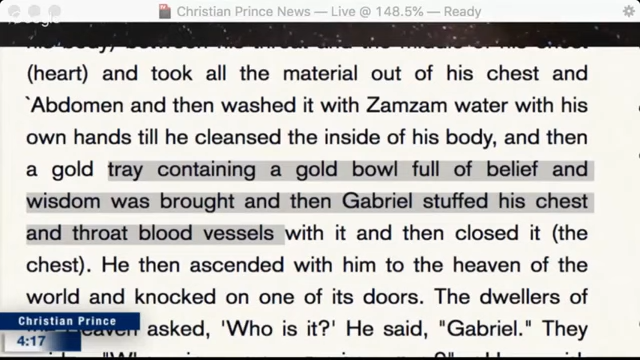 Christian Prince News — Live @ 148.5% — Ready
(heart) and took all the material out of his chest and
`Abdomen and then washed it with Zamzam water with his
own hands till he cleansed the inside of his body, and then
a gold tray containing a gold bowl full of belief and
wisdom was brought and then Gabriel stuffed his chest
and throat blood vessels with it and then closed it (the
chest). He then ascended with him to the heaven of the
world and knocked on one of its doors. The dwellers of
asked, 'Who is it?' He said, "Gabriel." They
Christian Prince
4:17